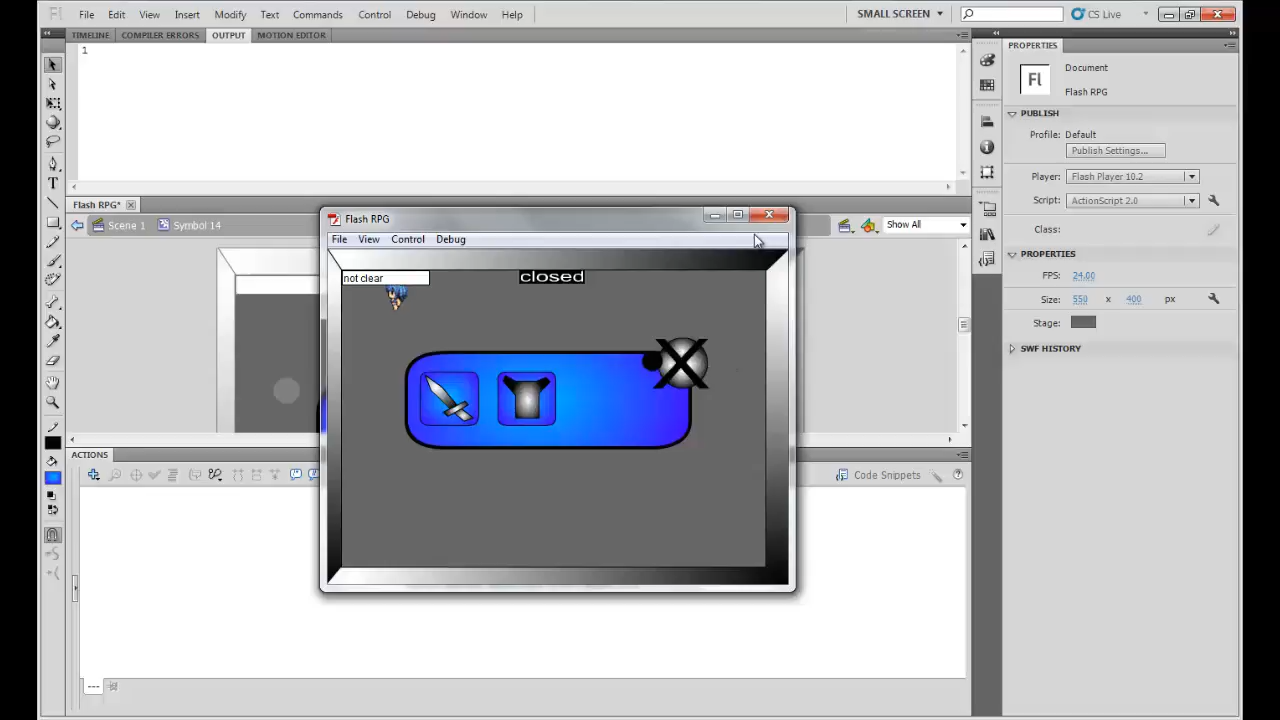 Fl File Edit View Insert Modify Text Commands Control Debug Window Help SMALL SCREEN CS Live
TIMELINE COMPILER ERRORS OUTPUT MOTION EDITOR
1
PROPERTIES
Fl Document
Flash RPG
PUBLISH
Profile: Default
Publish Settings...
Player: Flash Player 10.2
Script: ActionScript 2.0
Class:
PROPERTIES
FPS: 24.00
Size: 550 x 400 px
Stage:
SWF HISTORY
Flash RPG*
Scene 1 Symbol 14 Show All
Flash RPG
File View Control Debug
not clear closed
ACTIONS
Code Snippets